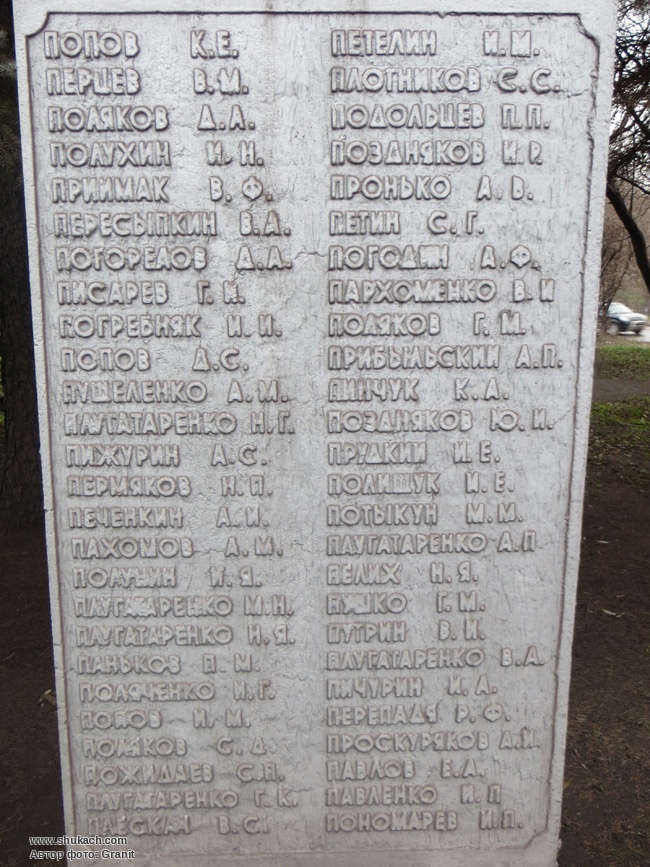 ПОПОВ К.Е.
ПЕРЦЕВ В.М.
ПОЛЯКОВ Д.А.
ПОЛУХИН И.Н.
ПРИИМАК В.Ф.
ПЕРЕСЫПКИН В.А.
ПОГОРЕЛОВ Д.А.
ПИСАРЕВ Г.И.
ПОГРЕБНЯК И.И.
ПОПОВ Д.С.
ПУШЕЛЕНКО А.М.
ПЛУГАТАРЕНКО Н.Г.
ПИЖУРИН А.С.
ПЕРМЯКОВ Н.П.
ПЕЧЕНКИН А.И.
ПАХОМОВ А.М.
И.Я.
ПЛУГАТАРЕНКО М.Н.
ПЛУГАТАРЕНКО И.Я.
ПАНЬКОВ П.М.
ПОЛЯЧЕНКО И.Г.
ПОПОВ И.М.
ПОЛЯКОВ С.Д.
ПОЖИДАЕВ С.П.
ПЛУГАТАРЕНКО Г.К.
В.С.
ПЕТЕЛИН И.М.
ПЛОТНИКОВ С.С.
ПОДОЛЬЦЕВ П.П.
ПОЗДНЯКОВ И.Р.
ПРОНЬКО А.В.
ПЕТИН С.Г.
ПОГОДИН А.Ф.
ПАРХОМЕНКО В.И
ПОЛЯКОВ Г.М.
ПРИБЫЛЬСКИЙ А.П.
ПИНЧУК К.А.
ПОЗДНЯКОВ Ю.И.
ПРУДКИЙ И.Е.
ПОЛИЩУК И.Е.
ПОТЫКУН М.М.
ПЛУГАТАРЕНКО А.П
ПЕЛИХ Н.Я.
ПУШКО Г.М.
ПУТРИН В.И.
ПЛУГАТАРЕНКО В.А.
ПИЧУРИН И.А.
ПЕРЕПАДЯ Р.Ф.
ПРОСКУРЯКОВ А.И.
ПАВЛОВ Е.А.
ПАВЛЕНКО И.П
ПОНОМАРЕВ И.П.
www.shukach.com
Автор фото- Granit